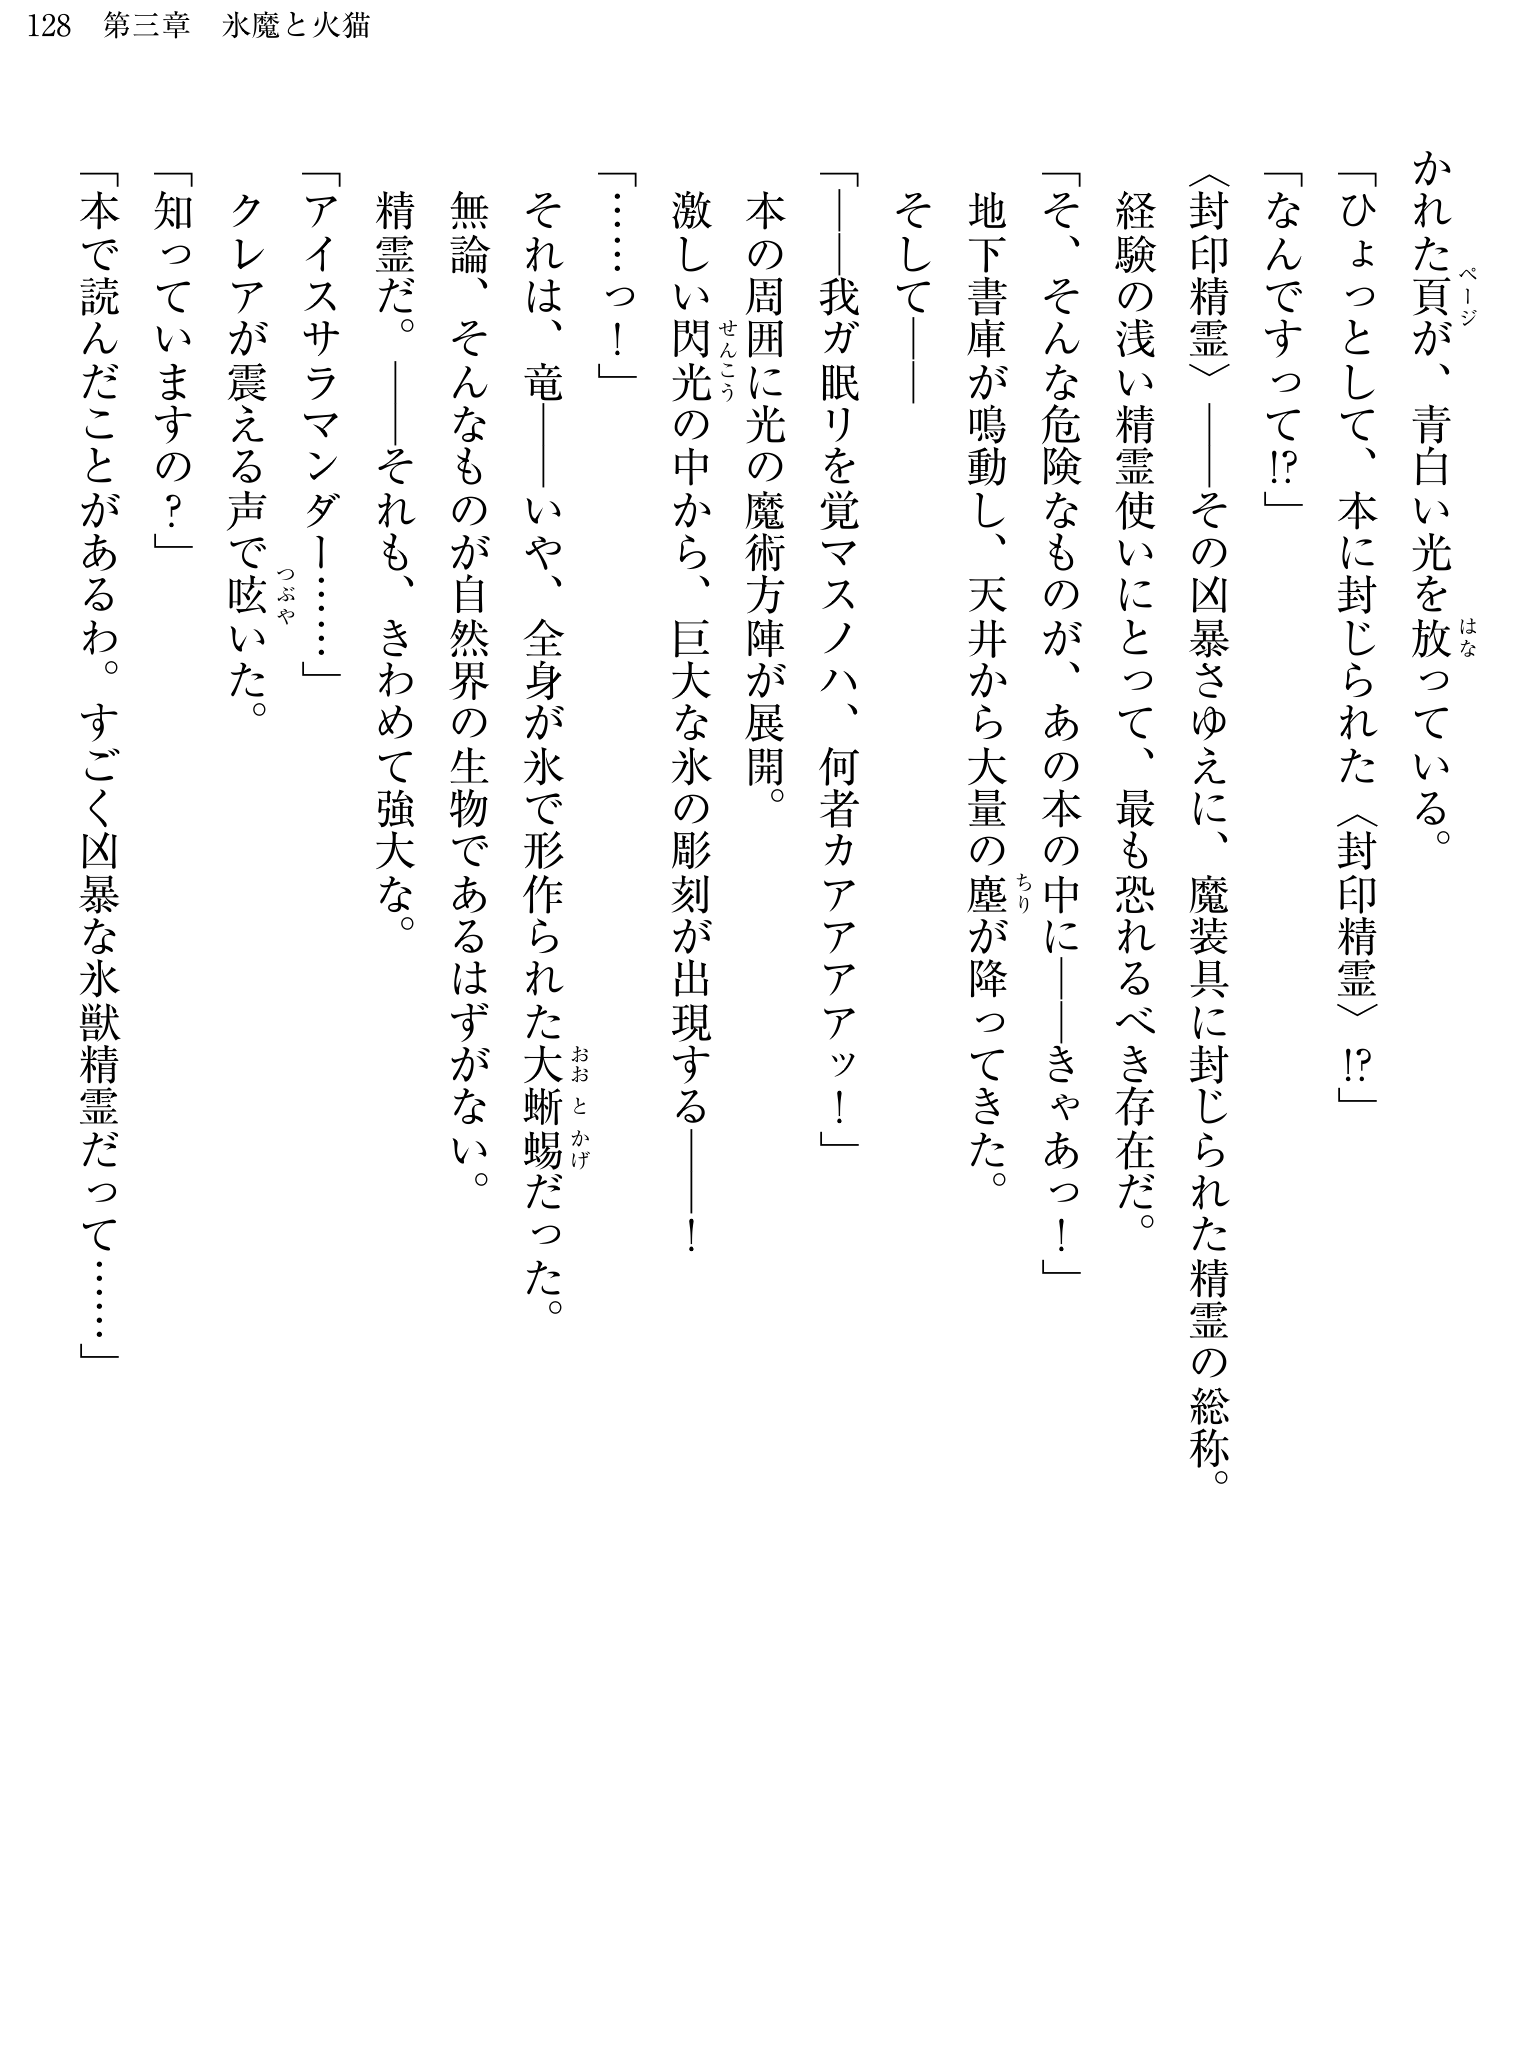 128　第三章　氷魔と火猫
かれた頁が、青白い光を放っている。
「ひょっとして、本に封じられた〈封印精霊〉!?」
「なんですって!?」
〈封印精霊〉――その凶暴さゆえに、魔装具に封じられた精霊の総称。
　経験の浅い精霊使いにとって、最も恐れるべき存在だ。
「そ、そんな危険なものが、あの本の中に――きゃあっ！」
　地下書庫が鳴動し、天井から大量の塵が降ってきた。
　そして――
「――我ガ眠リを覚マスノハ、何者カアアアアッ！」
　本の周囲に光の魔術方陣が展開。
　激しい閃光の中から、巨大な氷の彫刻が出現する――！
「……っ！」
　それは、竜――いや、全身が氷で形作られた大蜥蜴だった。
　無論、そんなものが自然界の生物であるはずがない。
　精霊だ。――それも、きわめて強大な。
「アイスサラマンダー……」
　クレアが震える声で呟いた。
「知っていますの？」
「本で読んだことがあるわ。すごく凶暴な氷獣精霊だって……」